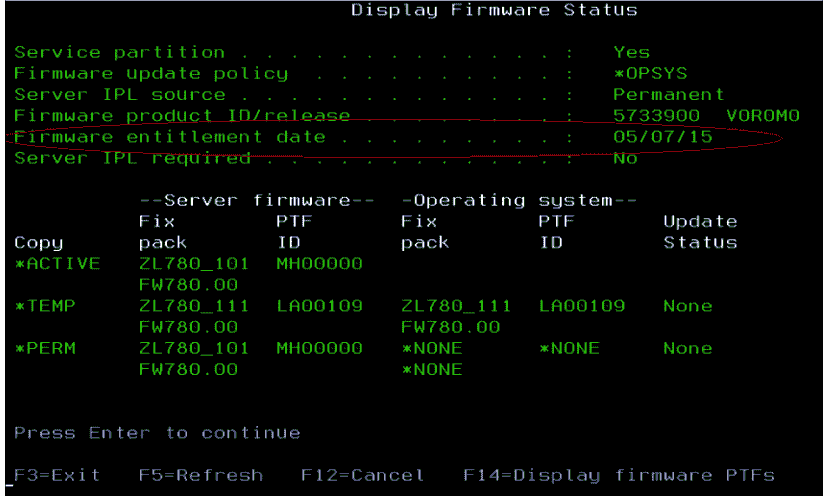 Display Firmware Status
Service partition . . . . . . . . . . . . : Yes
Firmware update policy . . . . . . . . . : *OPSYS
Server IPL source . . . . . . . . . . . . : Permanent
Firmware product ID/release . . . . . . . : 5733900 VOROMO
Firmware entitlement date . . . . . . . . : 05/07/15
Server IPL required . . . . . . . . . . . : No
--Server firmware-- -Operating system--
Fix PTF Fix PTF Update
Copy pack ID pack ID Status
*ACTIVE ZL780_101 MH00000
FW780.00
*TEMP ZL780_111 LA00109 ZL780_111 LA00109 None
FW780.00 FW780.00
*PERM ZL780_101 MH00000 *NONE *NONE None
FW780.00 *NONE
Press Enter to continue
F3=Exit F5=Refresh F12=Cancel F14=Display firmware PTFs